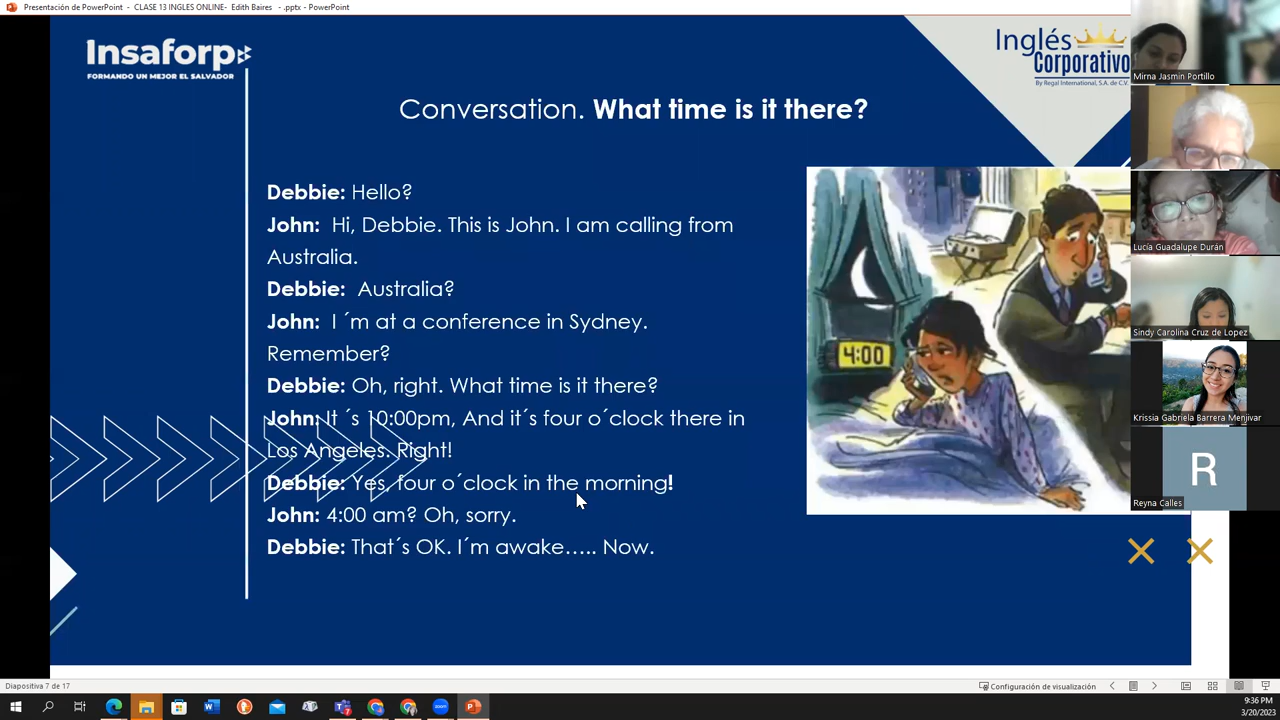 Presentación de PowerPoint - CLASE 13 INGLES ONLINE- Edith Baires - .pptx - PowerPoint
Insaforp
FORMANDO UN MEJOR EL SALVADOR
Inglés
Corporativo
By Regal International, S.A. de C.V.
Conversation. What time is it there?
Debbie: Hello?
John: Hi, Debbie. This is John. I am calling from
Australia.
Debbie: Australia?
John: I ´m at a conference in Sydney.
Remember?
Debbie: Oh, right. What time is it there?
John: It ´s 10:00pm, And it´s four o´clock there in
Los Angeles. Right!
Debbie: Yes, four o´clock in the morning!
John: 4:00 am? Oh, sorry.
Debbie: That´s OK. I´m awake….. Now.
4:00
Mirna Jasmin Portillo
Lucía Guadalupe Durán
Sindy Carolina Cruz de Lopez
Krissia Gabriela Barrera Menjivar
R
Reyna Calles
Diapositiva 7 de 17
Configuración de visualización
9:36 PM
3/20/2023